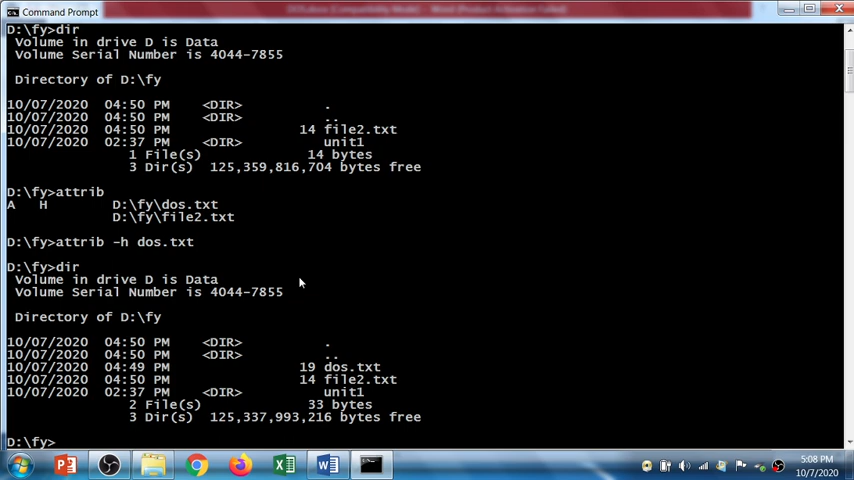 Command Prompt
D:\fy>dir
Volume in drive D is Data
Volume Serial Number is 4044-7855
Directory of D:\fy
10/07/2020 04:50 PM <DIR> .
10/07/2020 04:50 PM <DIR> ..
10/07/2020 04:50 PM 14 file2.txt
10/07/2020 02:37 PM <DIR> unit1
1 File(s) 14 bytes
3 Dir(s) 125,359,816,704 bytes free
D:\fy>attrib
A H D:\fy\dos.txt
D:\fy\file2.txt
D:\fy>attrib -h dos.txt
D:\fy>dir
Volume in drive D is Data
Volume Serial Number is 4044-7855
Directory of D:\fy
10/07/2020 04:50 PM <DIR> .
10/07/2020 04:50 PM <DIR> ..
10/07/2020 04:49 PM 19 dos.txt
10/07/2020 04:50 PM 14 file2.txt
10/07/2020 02:37 PM <DIR> unit1
2 File(s) 33 bytes
3 Dir(s) 125,337,993,216 bytes free
D:\fy>
5:08 PM
10/7/2020